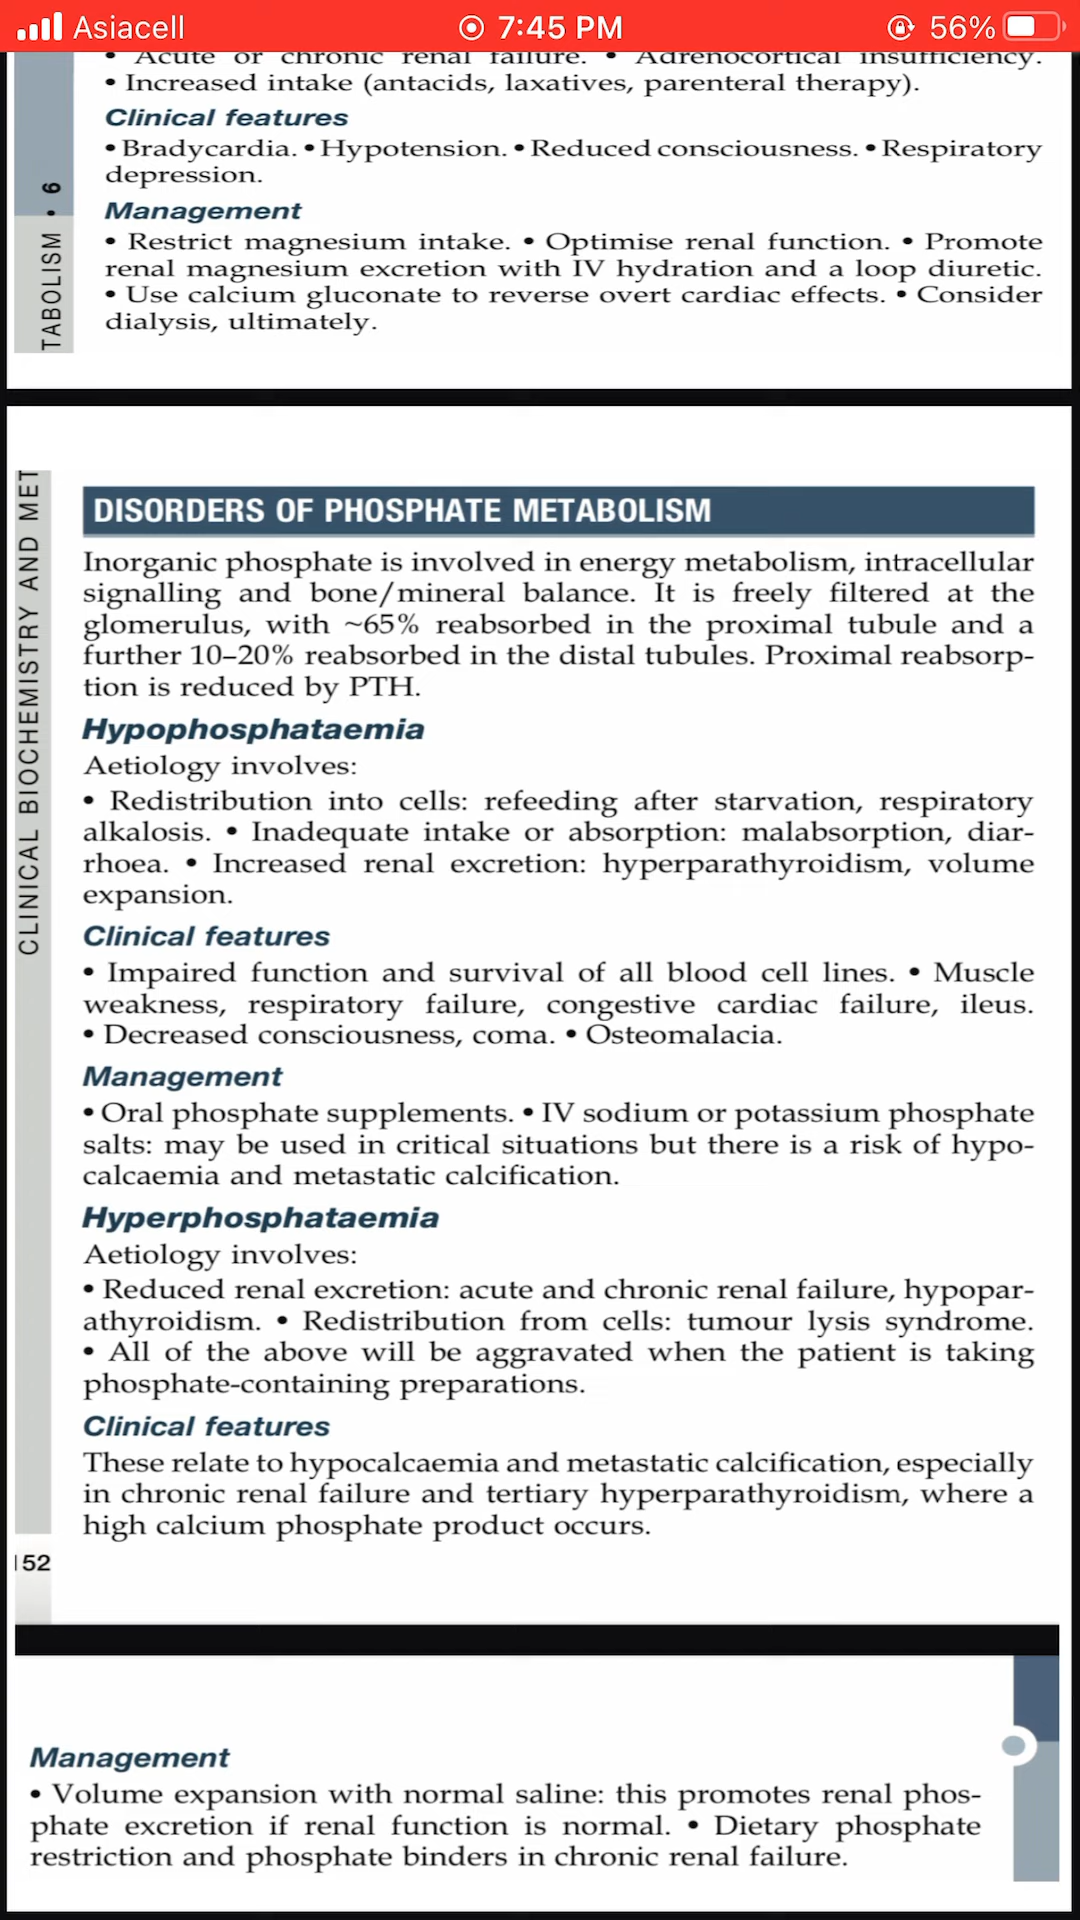 Asiacell
7:45 PM
56%
• Acute or chronic renal failure. • Adrenocortical insufficiency.
• Increased intake (antacids, laxatives, parenteral therapy).
Clinical features
• Bradycardia. • Hypotension. • Reduced consciousness. • Respiratory
depression.
Management
• Restrict magnesium intake. • Optimise renal function. • Promote
renal magnesium excretion with IV hydration and a loop diuretic.
• Use calcium gluconate to reverse overt cardiac effects. • Consider
dialysis, ultimately.
TABOLISM • 6
CLINICAL BIOCHEMISTRY AND MET
DISORDERS OF PHOSPHATE METABOLISM
Inorganic phosphate is involved in energy metabolism, intracellular
signalling and bone/mineral balance. It is freely filtered at the
glomerulus, with ~65% reabsorbed in the proximal tubule and a
further 10–20% reabsorbed in the distal tubules. Proximal reabsorp-
tion is reduced by PTH.
Hypophosphataemia
Aetiology involves:
• Redistribution into cells: refeeding after starvation, respiratory
alkalosis. • Inadequate intake or absorption: malabsorption, diar-
rhoea. • Increased renal excretion: hyperparathyroidism, volume
expansion.
Clinical features
• Impaired function and survival of all blood cell lines. • Muscle
weakness, respiratory failure, congestive cardiac failure, ileus.
• Decreased consciousness, coma. • Osteomalacia.
Management
• Oral phosphate supplements. • IV sodium or potassium phosphate
salts: may be used in critical situations but there is a risk of hypo-
calcaemia and metastatic calcification.
Hyperphosphataemia
Aetiology involves:
• Reduced renal excretion: acute and chronic renal failure, hypopar-
athyroidism. • Redistribution from cells: tumour lysis syndrome.
• All of the above will be aggravated when the patient is taking
phosphate-containing preparations.
Clinical features
These relate to hypocalcaemia and metastatic calcification, especially
in chronic renal failure and tertiary hyperparathyroidism, where a
high calcium phosphate product occurs.
152
Management
• Volume expansion with normal saline: this promotes renal phos-
phate excretion if renal function is normal. • Dietary phosphate
restriction and phosphate binders in chronic renal failure.